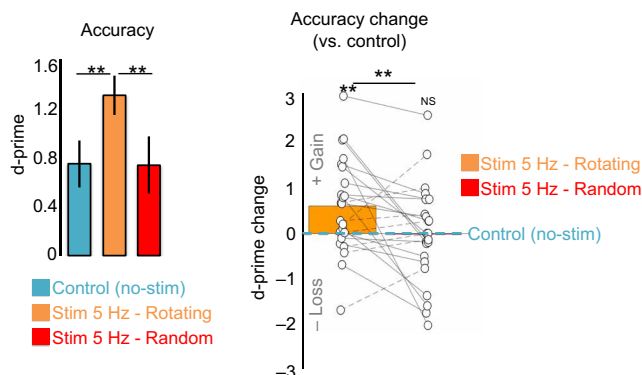 Accuracy
1.6
1.2
0.8
0.4
0
d-prime
**
**
Control (no-stim)
Stim 5 Hz - Rotating
Stim 5 Hz - Random
Accuracy change
(vs. control)
**
**
NS
3
2
1
0
−1
−2
−3
d-prime change
+ Gain
– Loss
Stim 5 Hz - Rotating
Stim 5 Hz - Random
Control (no-stim)